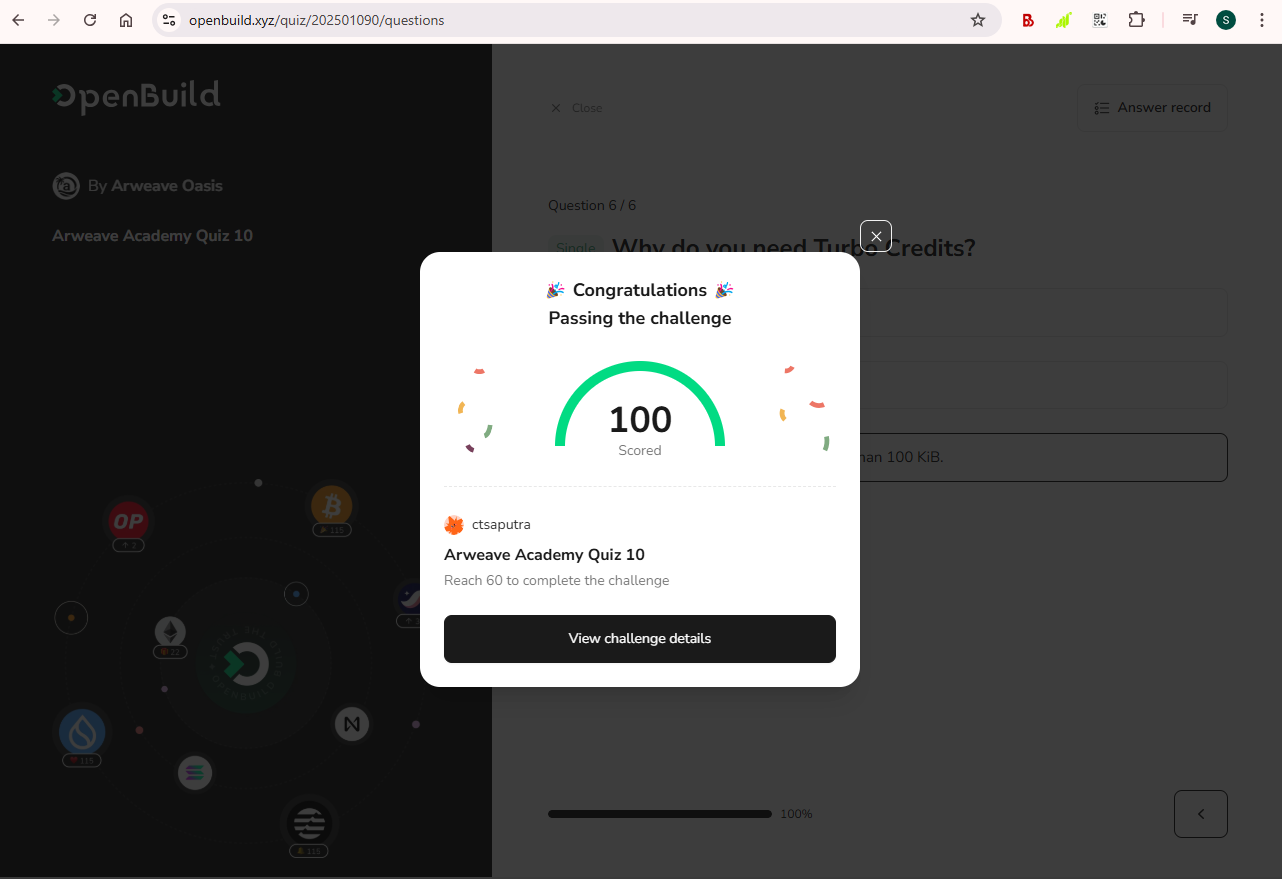 openbuild.xyz/quiz/202501090/questions
B
S
OpenBuild
By Arweave Oasis
Arweave Academy Quiz 10
Close
Answer record
Question 6 / 6
Single
Why do you need Turbo Credits?
han 100 KiB.
🎉 Congratulations 🎉
Passing the challenge
100
Scored
ctsaputra
Arweave Academy Quiz 10
Reach 60 to complete the challenge
View challenge details
OP
2
115
22
115
115
100%